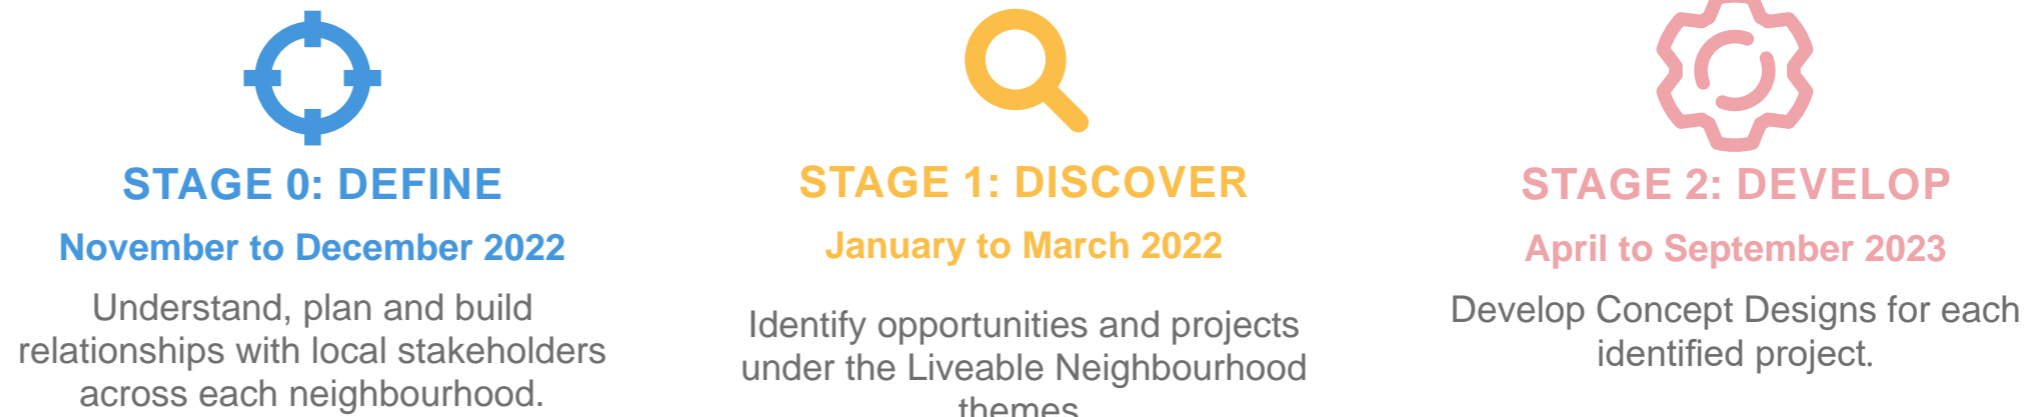 STAGE 0: DEFINE
November to December 2022
Understand, plan and build
relationships with local stakeholders
across each neighbourhood.
STAGE 1: DISCOVER
January to March 2022
Identify opportunities and projects
under the Liveable Neighbourhood
themes
STAGE 2: DEVELOP
April to September 2023
Develop Concept Designs for each
identified project.